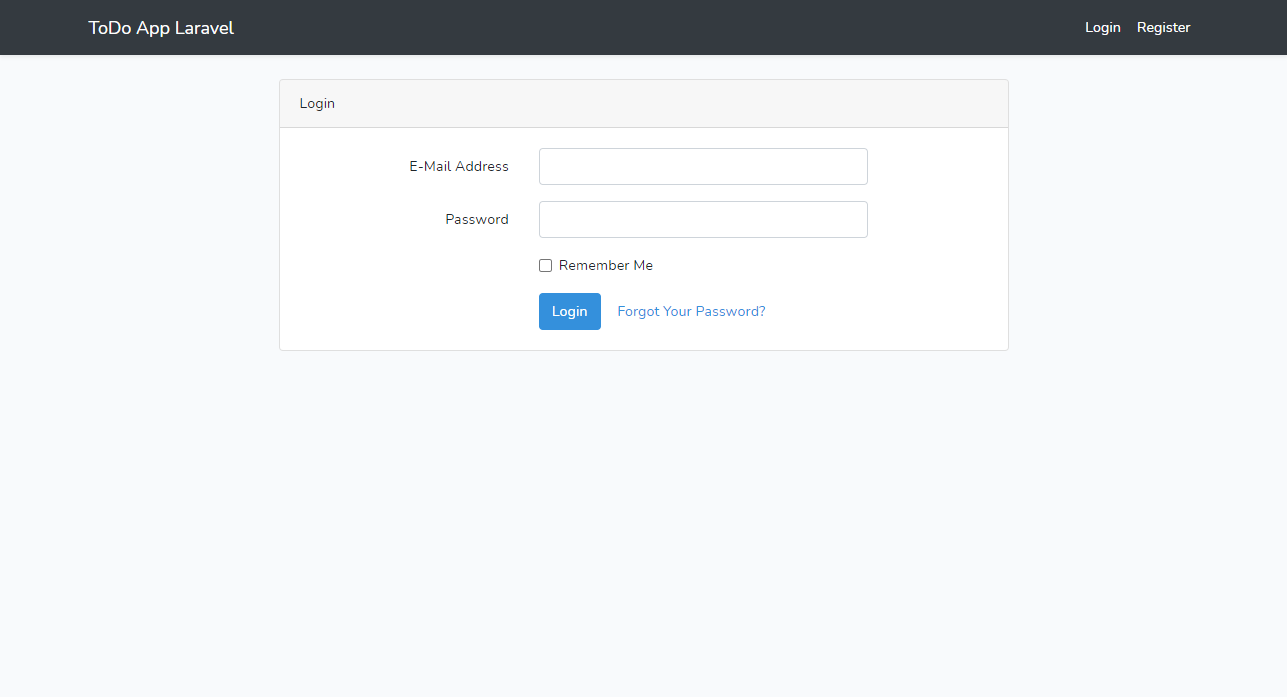 ToDo App Laravel
Login Register
Login
E-Mail Address
Password
Remember Me
Login Forgot Your Password?